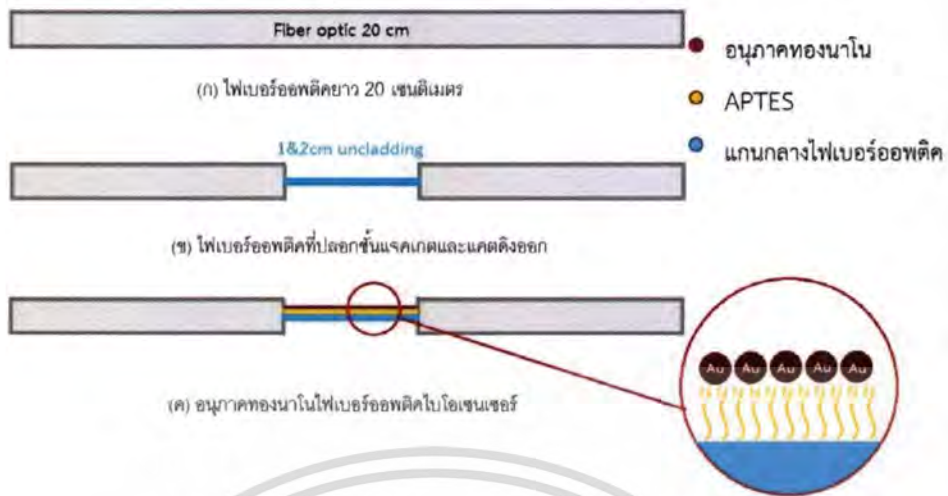 Fiber optic 20 cm
(ก) ไฟเบอร์ออพติคยาว 20 เซนติเมตร
อนุภาคทองนาโน
APTES
แกนกลางไฟเบอร์ออพติค
1&2cm uncladding
(ข) ไฟเบอร์ออพติคที่ปลอกชั้นแจคเกตและแคตดิงออก
(ค) อนุภาคทองนาโนไฟเบอร์ออพติคไบโอเซนเซอร์
Au Au Au Au Au
N N N N N N N N N N